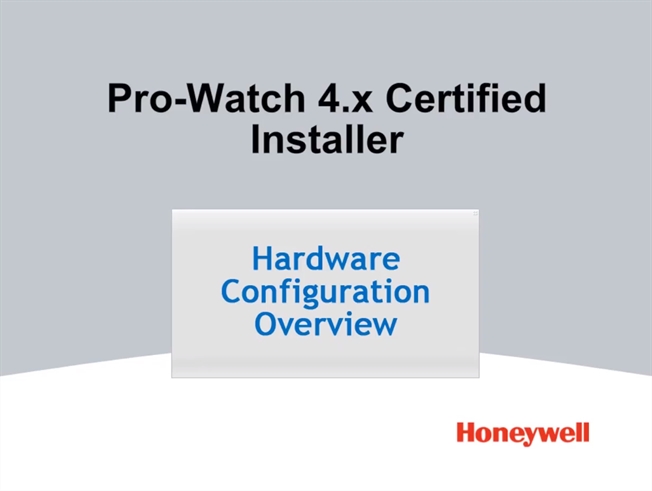 Pro-Watch 4.x Certified
Installer
Hardware
Configuration
Overview
Honeywell